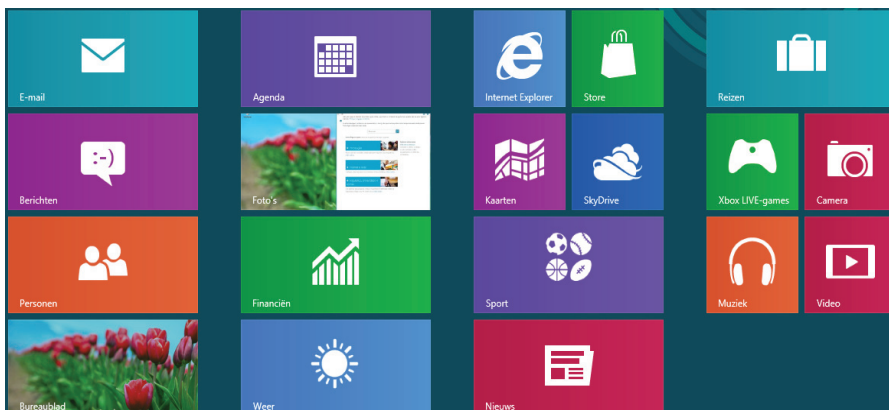 E-mail
Agenda
Internet Explorer
Store
Reizen
Berichten
Foto's
Kaarten
SkyDrive
Xbox LIVE-games
Camera
Personen
Financiën
Sport
Muziek
Video
Bureaublad
Weer
Nieuws